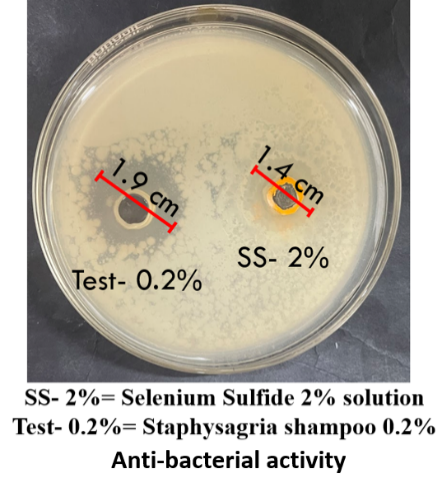 1.9 cm
1.4 cm
SS- 2%
Test- 0.2%
SS- 2%= Selenium Sulfide 2% solution
Test- 0.2%= Staphysagria shampoo 0.2%
Anti-bacterial activity